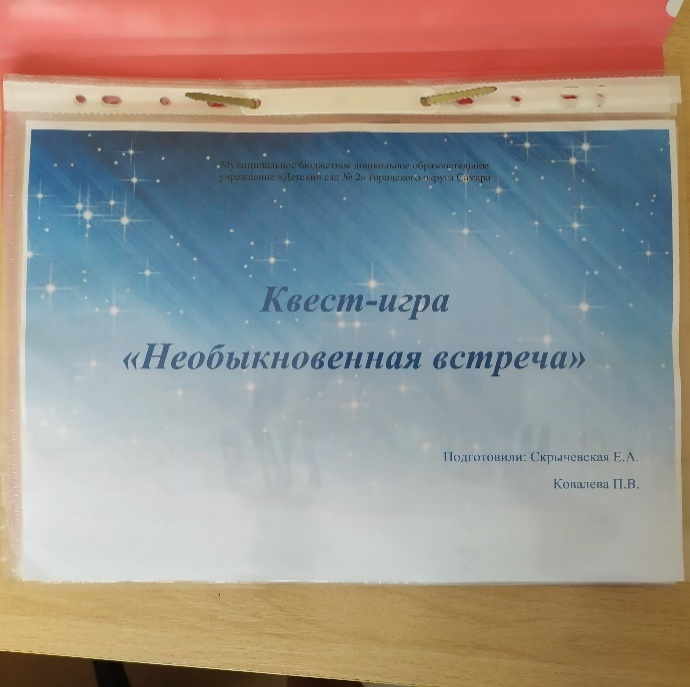 Муниципальное бюджетное дошкольное образовательное
учреждение «Детский сад № 2» городского округа Самара
Квест-игра
«Необыкновенная встреча»
Подготовили: Скрычевская Е.А.
Ковалева П.В.